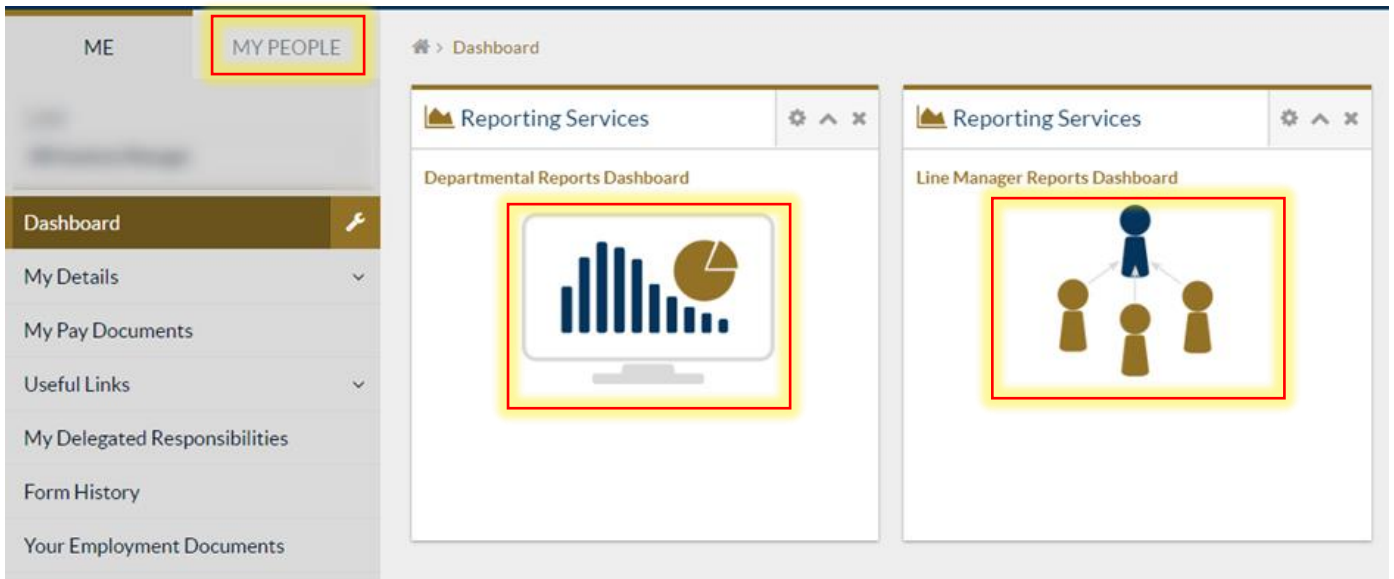 ME
MY PEOPLE
> Dashboard
Reporting Services
Reporting Services
Departmental Reports Dashboard
Line Manager Reports Dashboard
Dashboard
My Details
My Pay Documents
Useful Links
My Delegated Responsibilities
Form History
Your Employment Documents